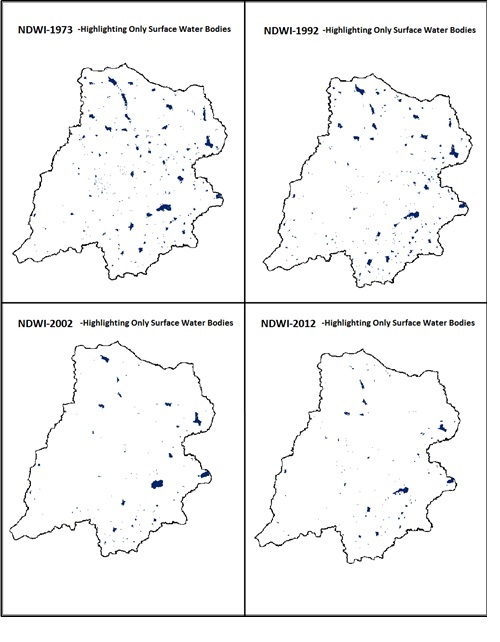 NDWI-1973 -Highlighting Only Surface Water Bodies
NDWI-1992 -Highlighting Only Surface Water Bodies
NDWI-2002 -Highlighting Only Surface Water Bodies
NDWI-2012 -Highlighting Only Surface Water Bodies